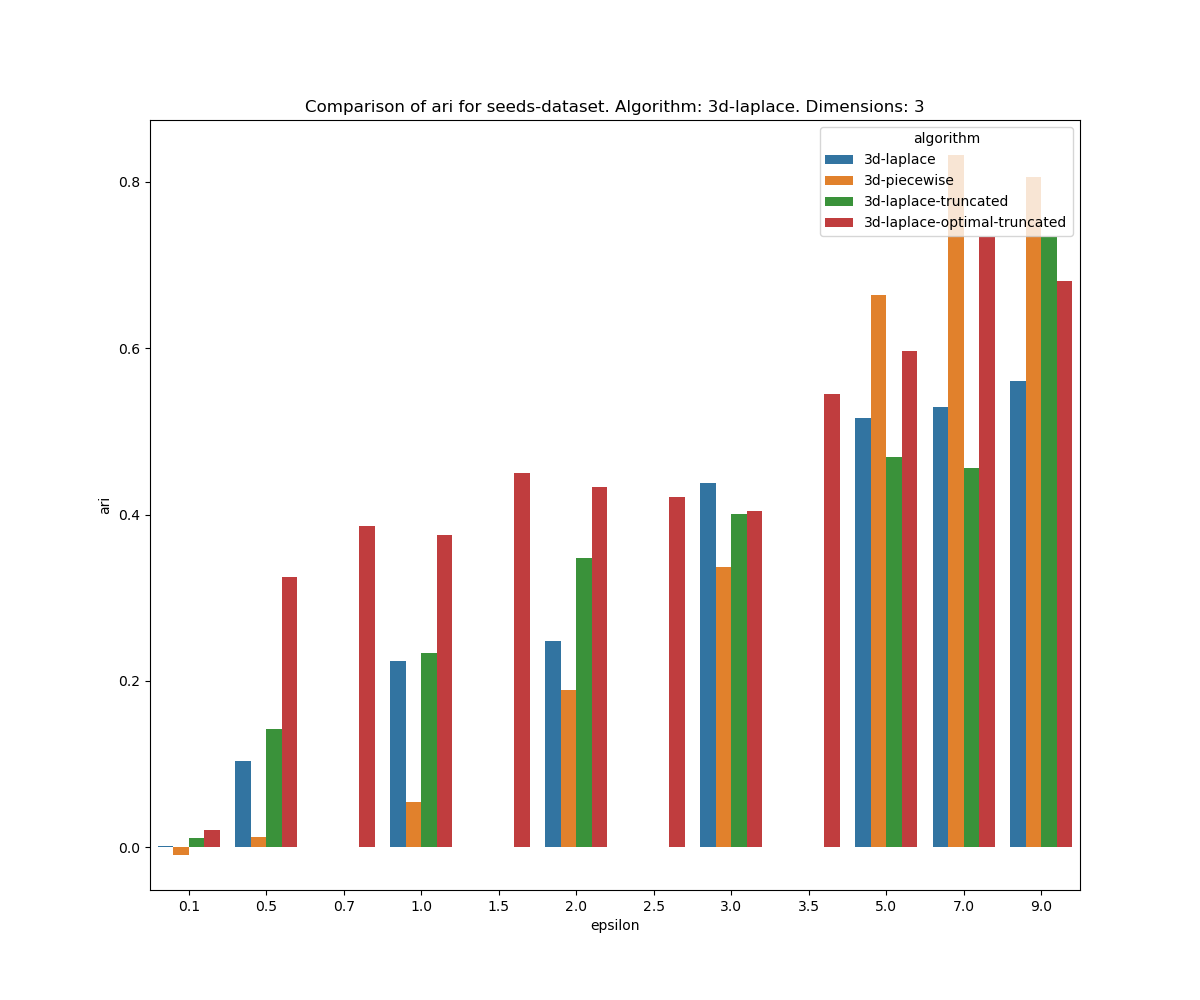 Comparison of ari for seeds-dataset. Algorithm: 3d-laplace. Dimensions: 3
algorithm
3d-laplace
3d-piecewise
3d-laplace-truncated
3d-laplace-optimal-truncated
0.8
0.6
0.4
0.2
0.0
ari
0.1 0.5 0.7 1.0 1.5 2.0 2.5 3.0 3.5 5.0 7.0 9.0
epsilon